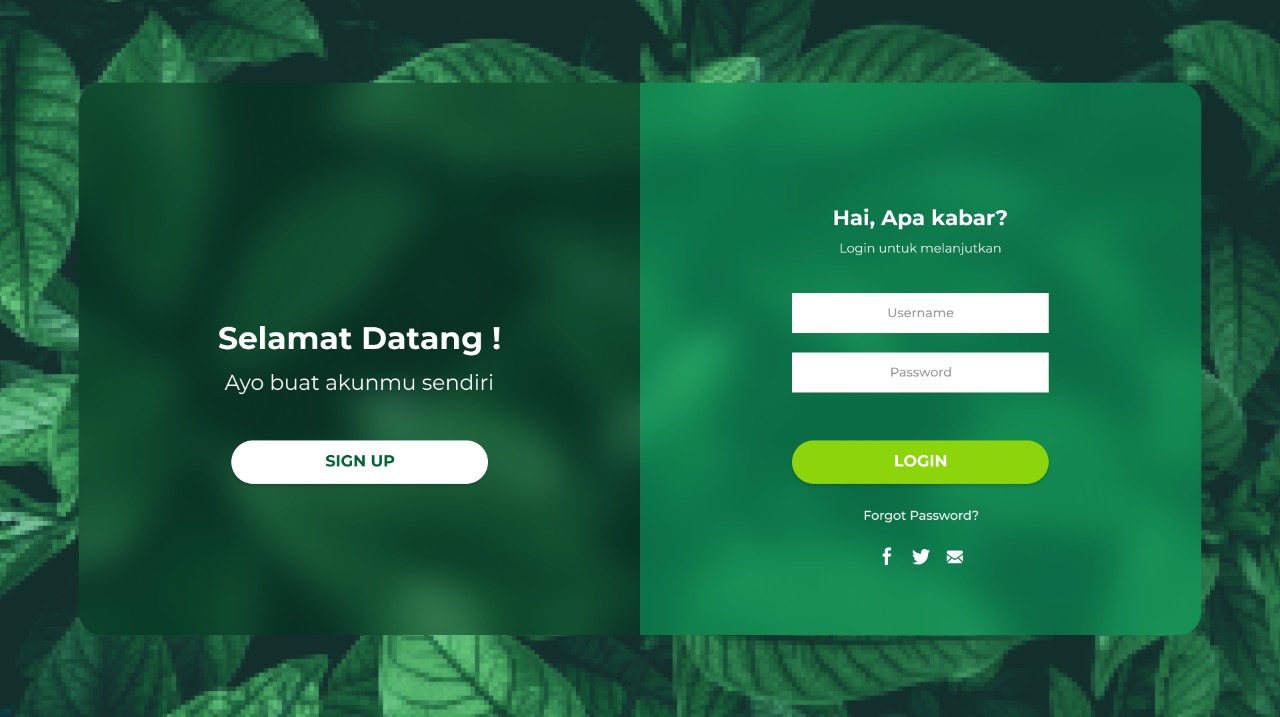 Selamat Datang !
Ayo buat akunmu sendiri
SIGN UP
Hai, Apa kabar?
Login untuk melanjutkan
Username
Password
LOGIN
Forgot Password?